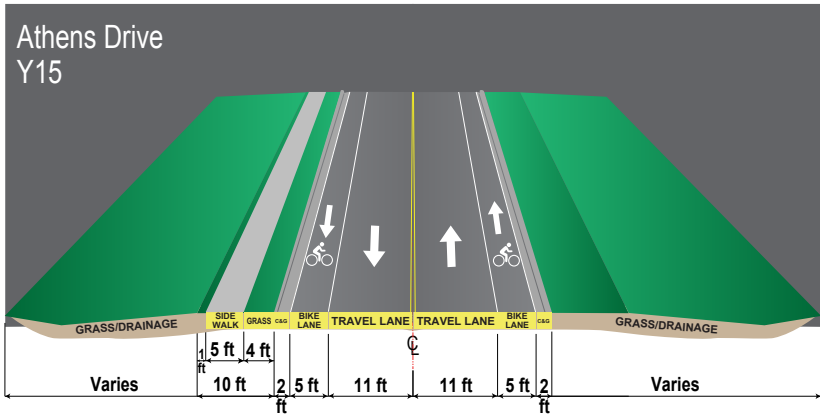 Athens Drive
Y15
GRASS/DRAINAGE
SIDE
WALK
GRASS
C&G
BIKE
LANE
TRAVEL LANE
TRAVEL LANE
BIKE
LANE
C&G
GRASS/DRAINAGE
CL
1 ft
5 ft
4 ft
Varies
10 ft
2 ft
5 ft
11 ft
11 ft
5 ft
2 ft
Varies